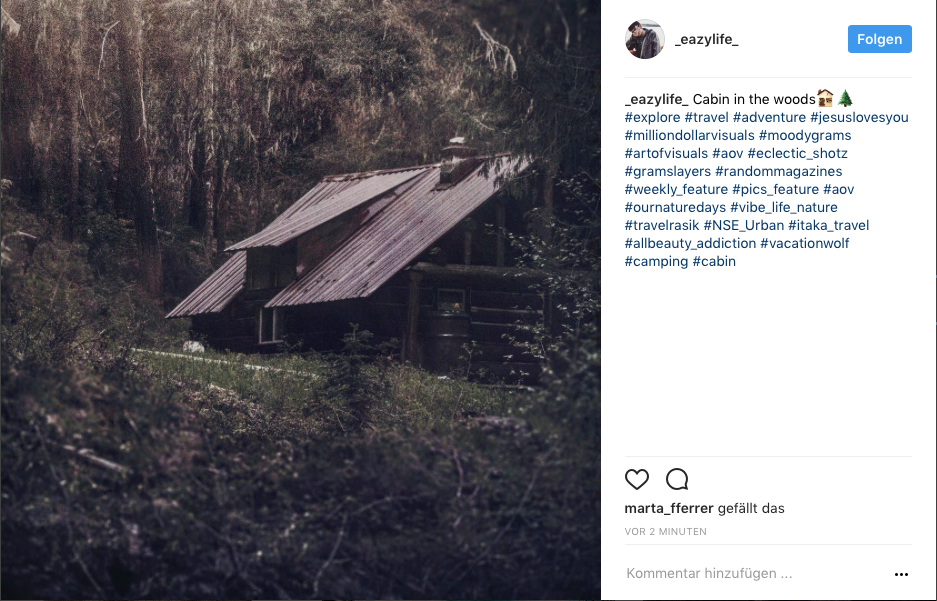 _eazylife_
Folgen
_eazylife_ Cabin in the woods🏠🌲
#explore #travel #adventure #jesuslovesyou
#milliondollarvisuals #moodygrams
#artofvisuals #aov #eclectic_shotz
#gramslayers #randommagazines
#weekly_feature #pics_feature #aov
#ournaturedays #vibe_life_nature
#travelrasik #NSE_Urban #itaka_travel
#allbeauty_addiction #vacationwolf
#camping #cabin
marta_fferrer gefällt das
VOR 2 MINUTEN
Kommentar hinzufügen ...